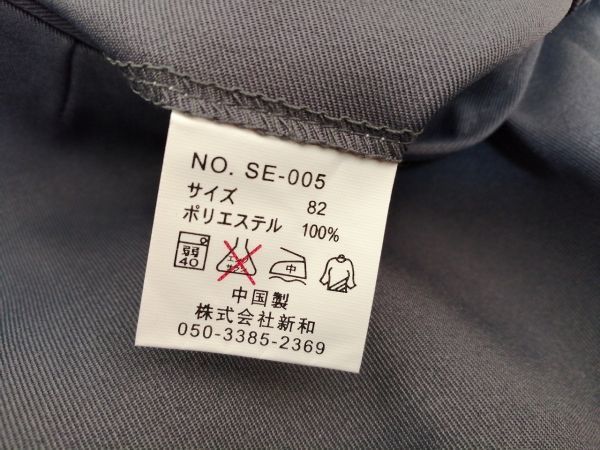 NO. SE-005
サイズ 82
ポリエステル 100%
弱
40
中
中国製
株式会社新和
050-3385-2369